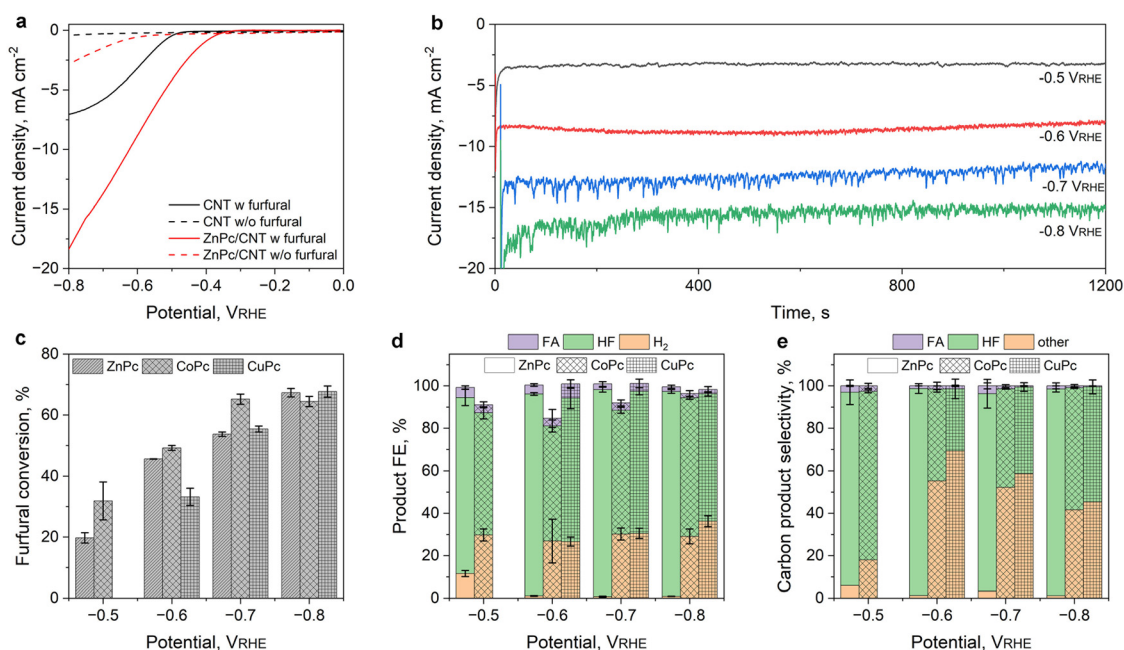 a
Current density, mA cm⁻²
0
−5
−10
−15
−20
CNT w furfural
CNT w/o furfural
ZnPc/CNT w furfural
ZnPc/CNT w/o furfural
−0.8 −0.6 −0.4 −0.2 0.0
Potential, VRHE
b
Current density, mA cm⁻²
0
−5
−10
−15
−20
-0.5 VRHE
-0.6 VRHE
-0.7 VRHE
-0.8 VRHE
0 200 400 800 1200
Time, s
c
Furfural conversion, %
80
60
40
20
0
ZnPc CoPc CuPc
−0.5 −0.6 −0.7 −0.8
Potential, VRHE
d
FA HF H₂
ZnPc CoPc CuPc
Product FE, %
100
80
60
40
20
0
−0.5 −0.6 −0.7 −0.8
Potential, VRHE
e
FA HF other
ZnPc CoPc CuPc
Carbon product selectivity, %
100
80
60
40
20
0
−0.5 −0.6 −0.7 −0.8
Potential, VRHE